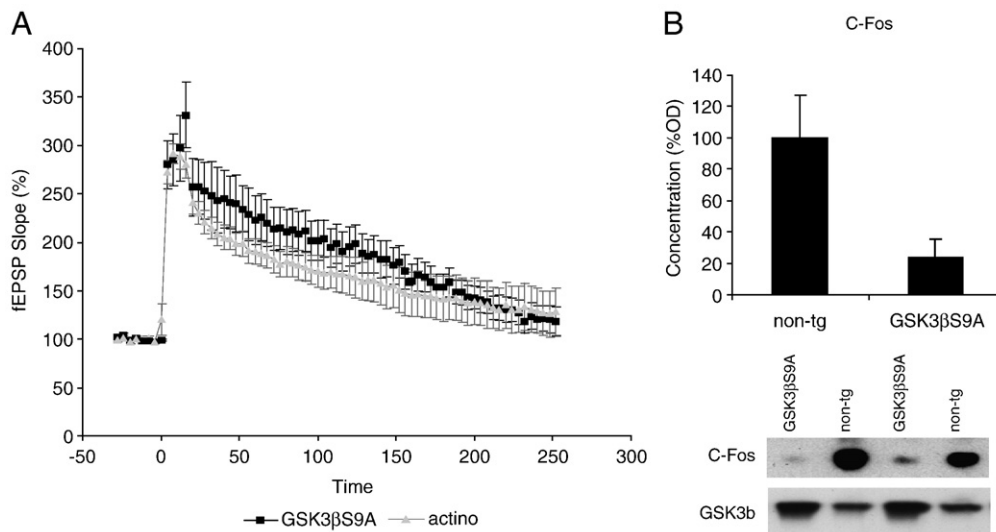 A
400
350
300
250
200
150
100
50
0
fEPSP Slope (%)
-50 0 50 100 150 200 250 300
Time
GSK3βS9A actino
B
C-Fos
140
120
100
80
60
40
20
0
Concentration (%OD)
non-tg GSK3βS9A
GSK3βS9A non-tg GSK3βS9A non-tg
C-Fos
GSK3b